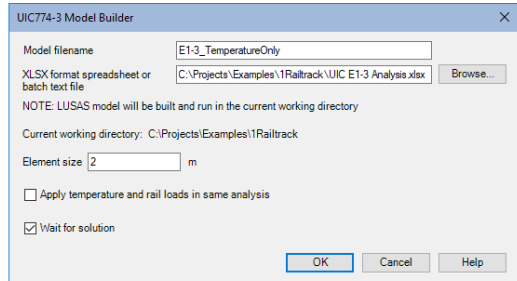 UIC774-3 Model Builder
Model filename E1-3_TemperatureOnly
XLSX format spreadsheet or batch text file C:\Projects\Examples\1Railtrack\UIC E1-3 Analysis.xlsx Browse...
NOTE: LUSAS model will be built and run in the current working directory
Current working directory: C:\Projects\Examples\1Railtrack
Element size 2 m
Apply temperature and rail loads in same analysis
Wait for solution
OK Cancel Help